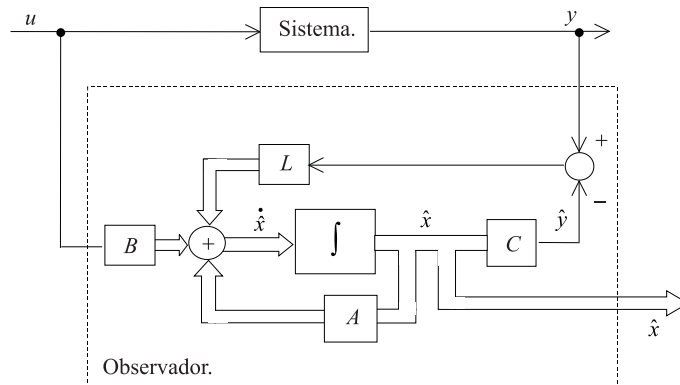 u
Sistema.
y
+
L
−
ẋ̂
∫
x̂
ŷ
B
+
C
A
x̂
Observador.